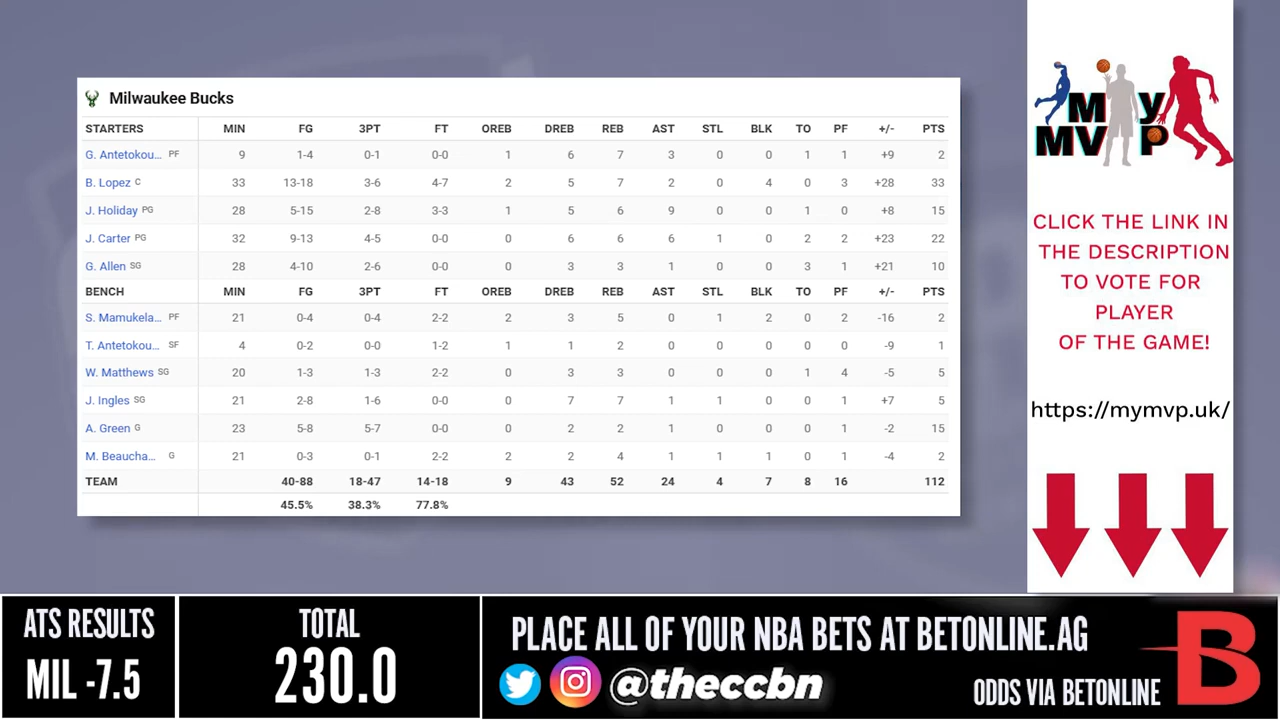 Milwaukee Bucks
STARTERS MIN FG 3PT FT OREB DREB REB AST STL BLK TO PF +/- PTS
G. Antetokou... PF 9 1-4 0-1 0-0 1 6 7 3 0 0 1 1 +9 2
B. Lopez C 33 13-18 3-6 4-7 2 5 7 2 0 4 0 3 +28 33
J. Holiday PG 28 5-15 2-8 3-3 1 5 6 9 0 0 1 0 +8 15
J. Carter PG 32 9-13 4-5 0-0 0 6 6 6 1 0 2 2 +23 22
G. Allen SG 28 4-10 2-6 0-0 0 3 3 1 0 0 3 1 +21 10
BENCH MIN FG 3PT FT OREB DREB REB AST STL BLK TO PF +/- PTS
S. Mamukela... PF 21 0-4 0-4 2-2 2 3 5 0 1 2 0 2 -16 2
T. Antetokou... SF 4 0-2 0-0 1-2 1 1 2 0 0 0 0 0 -9 1
W. Matthews SG 20 1-3 1-3 2-2 0 3 3 0 0 0 1 4 -5 5
J. Ingles SG 21 2-8 1-6 0-0 0 7 7 1 1 0 0 1 +7 5
A. Green G 23 5-8 5-7 0-0 0 2 2 1 0 0 0 1 -2 15
M. Beaucha... G 21 0-3 0-1 2-2 2 2 4 1 1 1 0 1 -4 2
TEAM 40-88 18-47 14-18 9 43 52 24 4 7 8 16 112
45.5% 38.3% 77.8%
My
MVP
CLICK THE LINK IN
THE DESCRIPTION
TO VOTE FOR
PLAYER
OF THE GAME!
https://mymvp.uk/
ATS RESULTS
MIL -7.5
TOTAL
230.0
PLACE ALL OF YOUR NBA BETS AT BETONLINE.AG
@theccbn
ODDS VIA BETONLINE
B